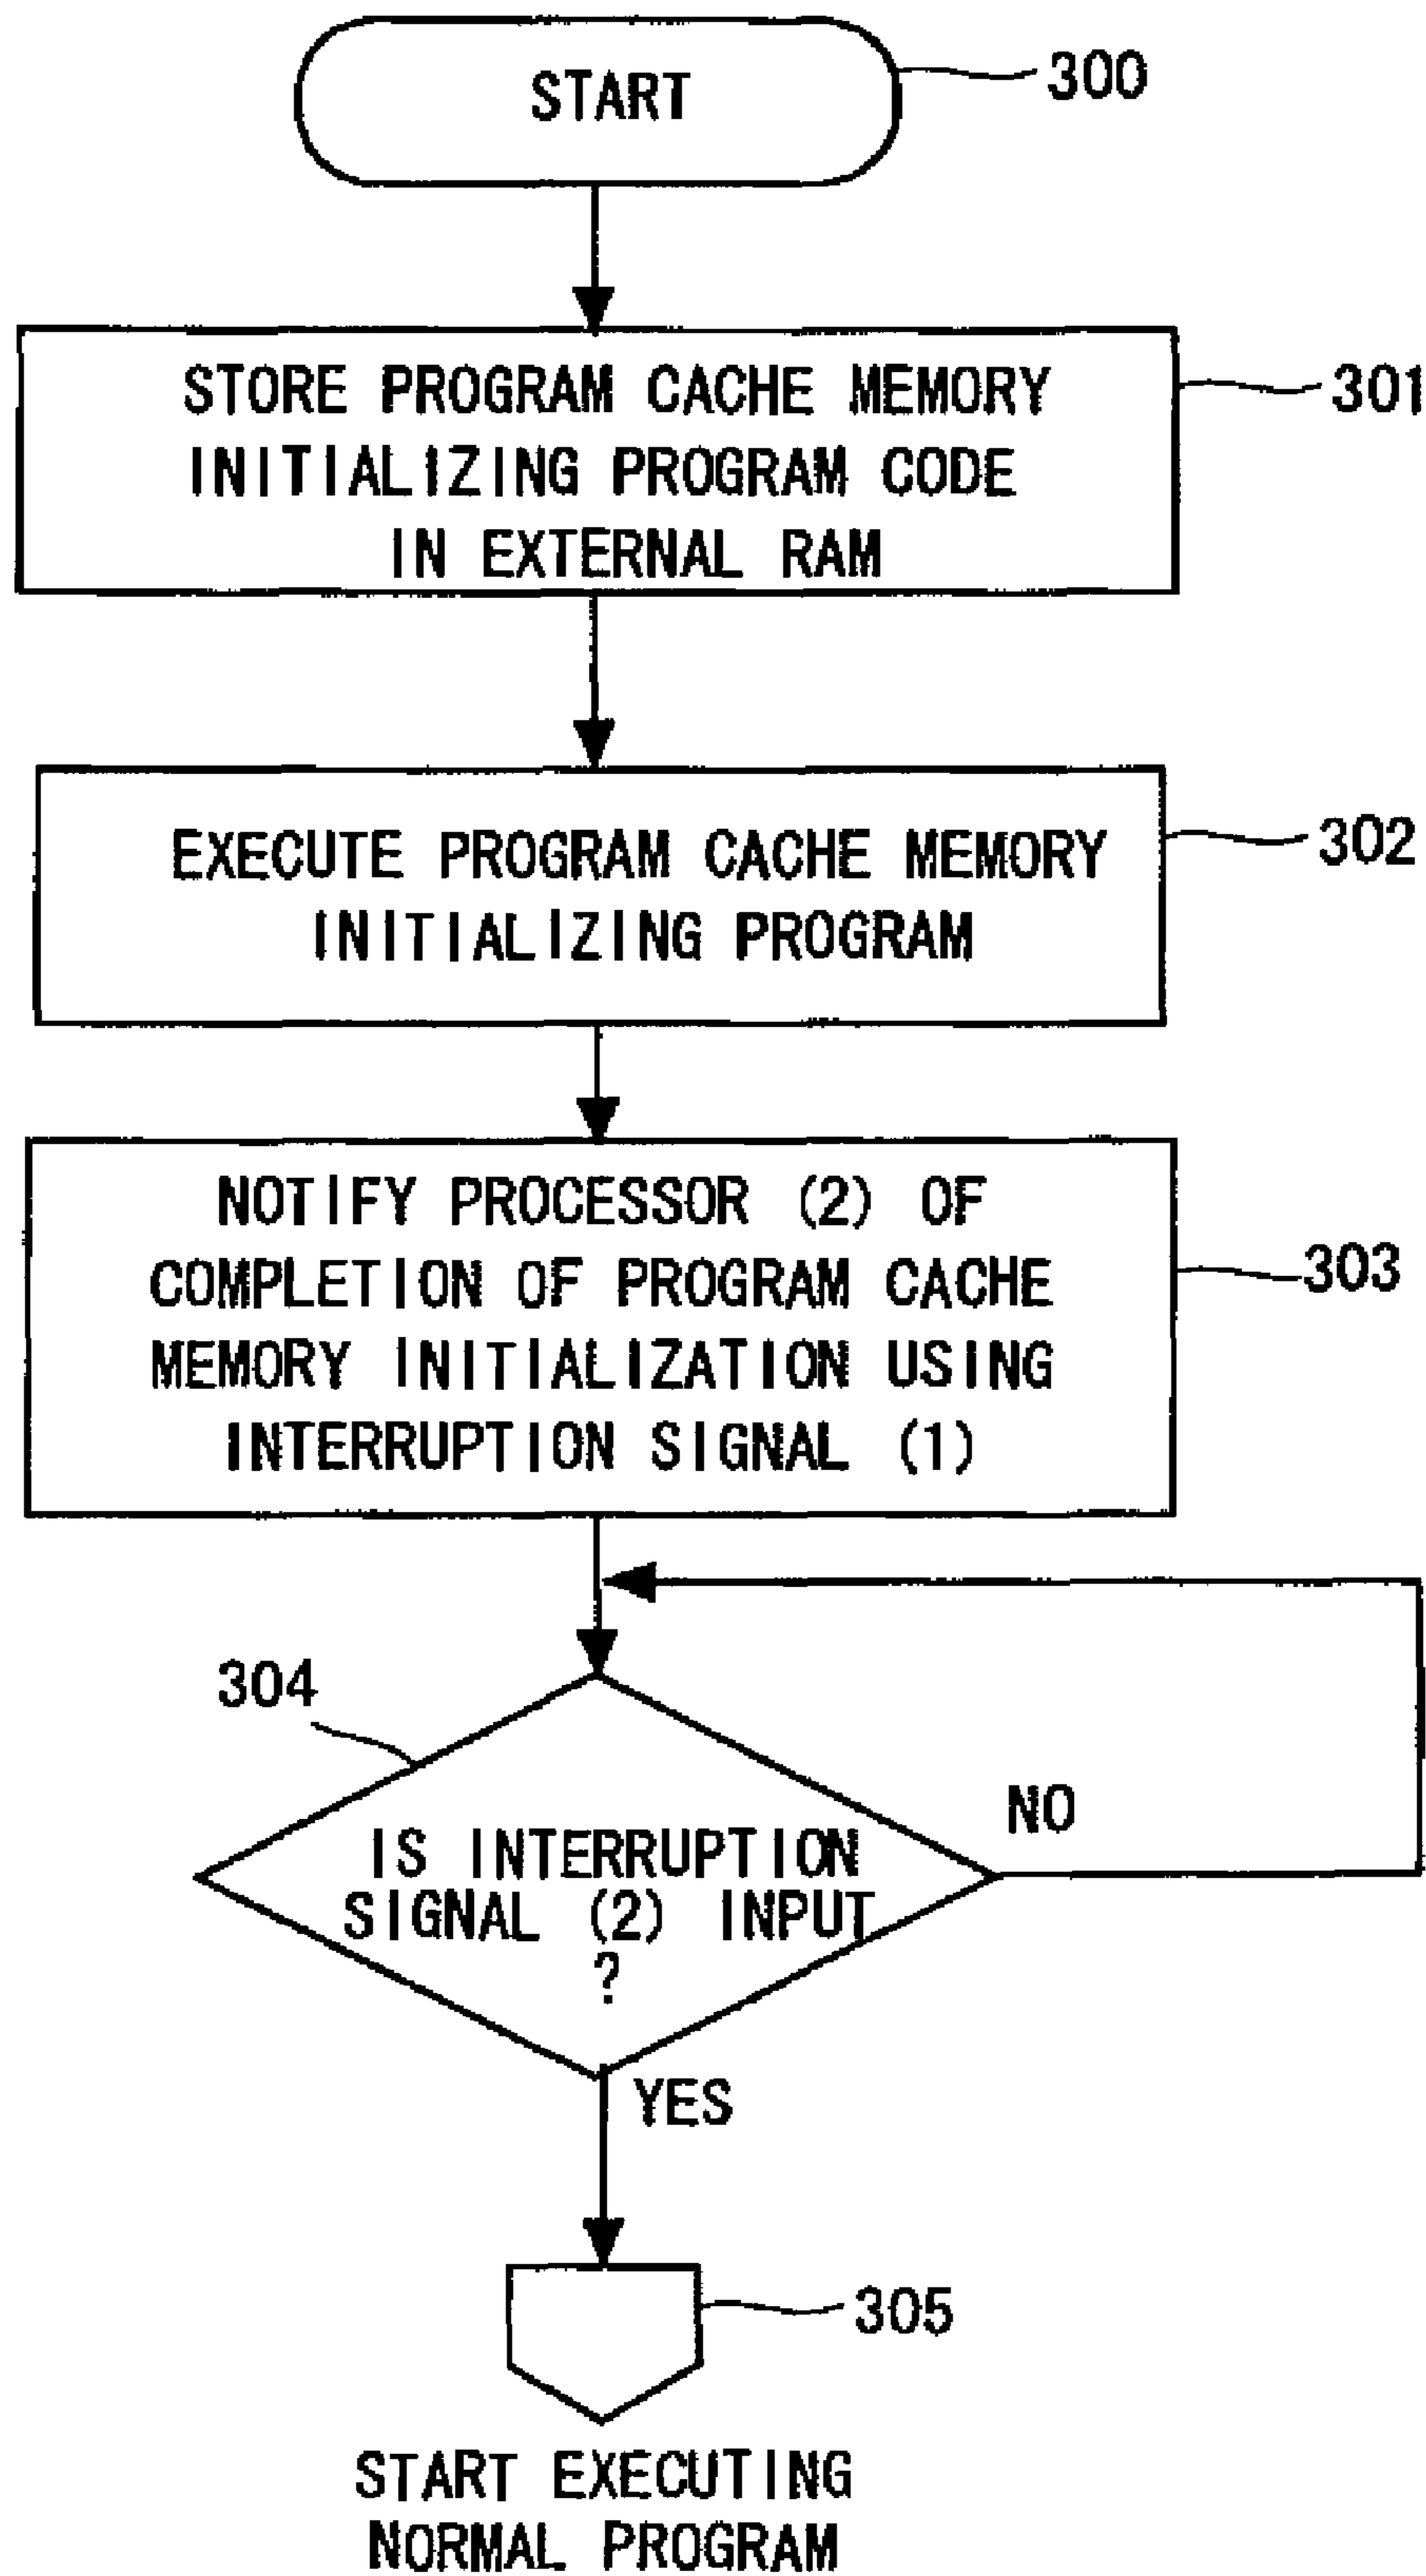 START
300
STORE PROGRAM CACHE MEMORY
INITIALIZING PROGRAM CODE
IN EXTERNAL RAM
301
EXECUTE PROGRAM CACHE MEMORY
INITIALIZING PROGRAM
302
NOTIFY PROCESSOR (2) OF
COMPLETION OF PROGRAM CACHE
MEMORY INITIALIZATION USING
INTERRUPTION SIGNAL (1)
303
304
IS INTERRUPTION
SIGNAL (2) INPUT
?
NO
YES
305
START EXECUTING
NORMAL PROGRAM